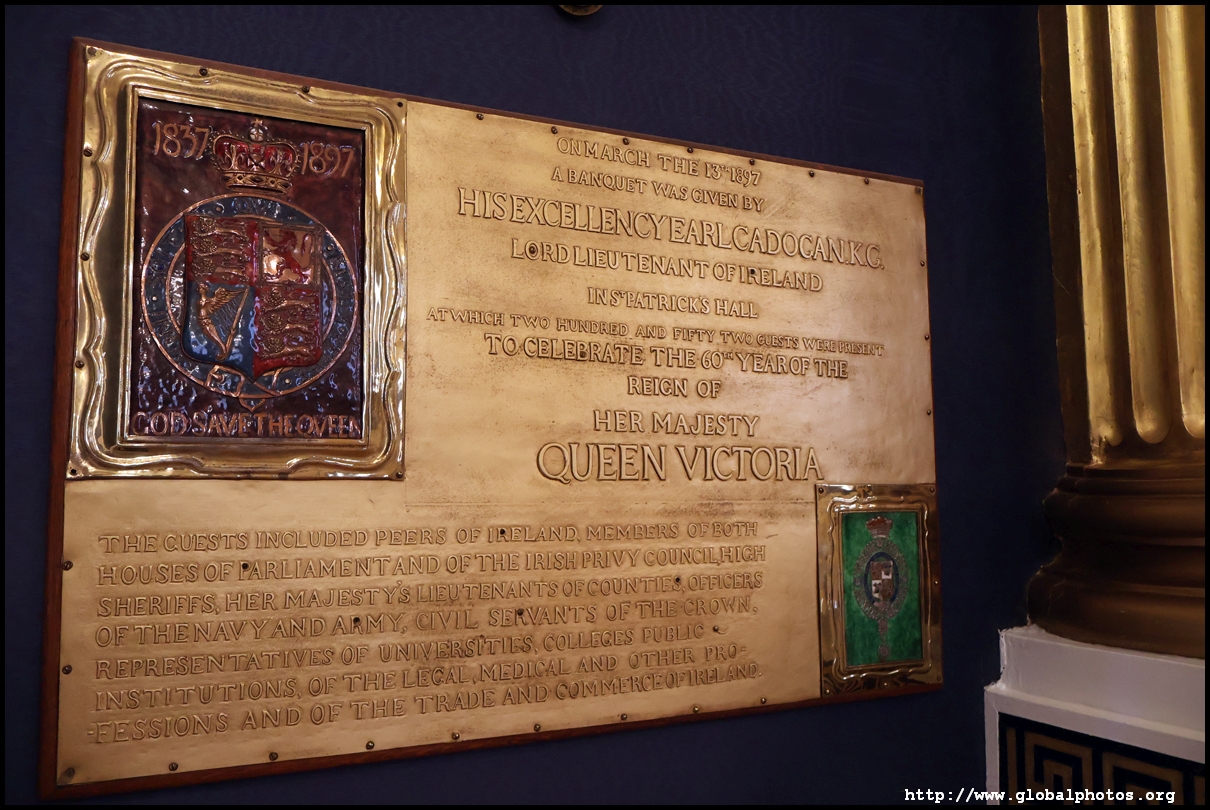 1837 1897
GOD SAVE THE QUEEN
ON MARCH THE 13TH 1897
A BANQUET WAS GIVEN BY
HIS EXCELLENCY EARL CADOGAN. K.G.
LORD LIEUTENANT OF IRELAND
IN ST PATRICK'S HALL
AT WHICH TWO HUNDRED AND FIFTY TWO GUESTS WERE PRESENT
TO CELEBRATE THE 60TH YEAR OF THE
REIGN OF
HER MAJESTY
QUEEN VICTORIA
THE GUESTS INCLUDED PEERS OF IRELAND, MEMBERS OF BOTH
HOUSES OF PARLIAMENT AND OF THE IRISH PRIVY COUNCIL, HIGH
SHERIFFS, HER MAJESTY'S LIEUTENANTS OF COUNTIES, OFFICERS
OF THE NAVY AND ARMY, CIVIL SERVANTS OF THE CROWN.
REPRESENTATIVES OF UNIVERSITIES, COLLEGES PUBLIC
INSTITUTIONS, OF THE LEGAL, MEDICAL AND OTHER PRO=
-FESSIONS AND OF THE TRADE AND COMMERCE OF IRELAND.
http://www.globalphotos.org